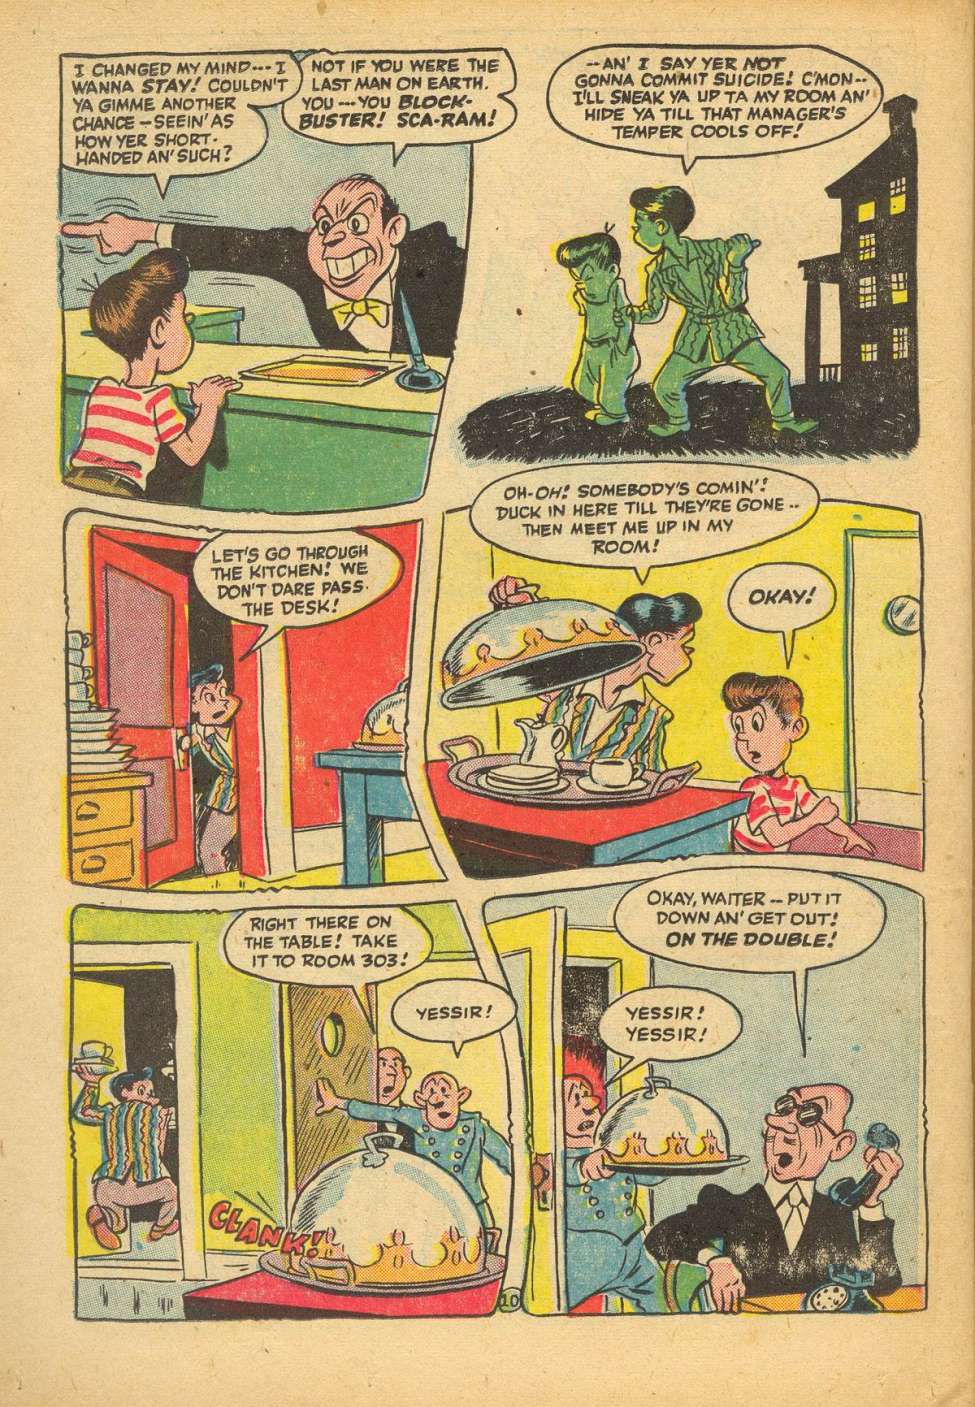 I CHANGED MY MIND --- I
WANNA STAY! COULDN'T
YA GIMME ANOTHER
CHANCE -- SEEIN' AS
HOW YER SHORT-
HANDED AN' SUCH?
NOT IF YOU WERE THE
LAST MAN ON EARTH.
YOU --- YOU BLOCK-
BUSTER! SCA-RAM!
-- AN' I SAY YER NOT
GONNA COMMIT SUICIDE! C'MON --
I'LL SNEAK YA UP TA MY ROOM AN'
HIDE YA TILL THAT MANAGER'S
TEMPER COOLS OFF!
LET'S GO THROUGH
THE KITCHEN! WE
DON'T DARE PASS
THE DESK!
OH-OH! SOMEBODY'S COMIN'!
DUCK IN HERE TILL THEY'RE GONE --
THEN MEET ME UP IN MY
ROOM!
OKAY!
RIGHT THERE ON
THE TABLE! TAKE
IT TO ROOM 303!
YESSIR!
CLANK!
10
OKAY, WAITER -- PUT IT
DOWN AN' GET OUT!
ON THE DOUBLE!
YESSIR!
YESSIR!